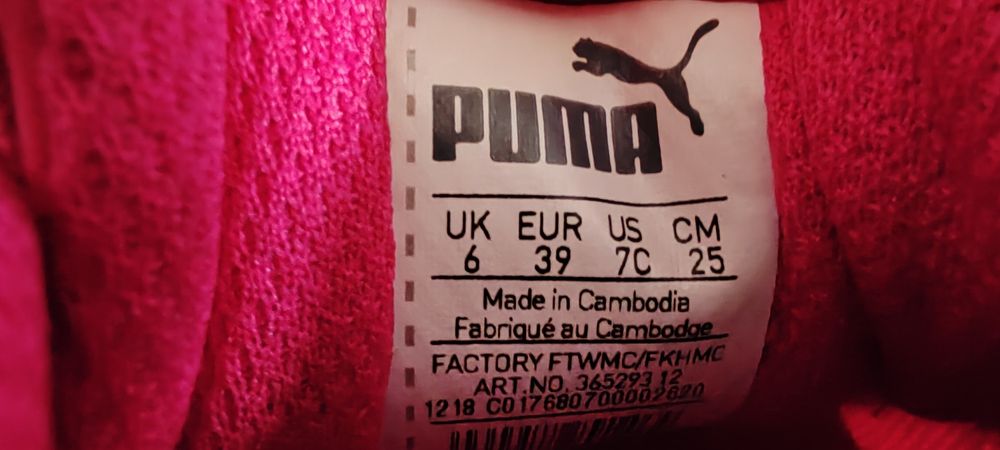 PUMA
UK EUR US CM
6 39 7C 25
Made in Cambodia
Fabriqué au Cambodge
FACTORY FTWMC/FKHMC
ART.NO. 365293 12
1218 C017680700002820